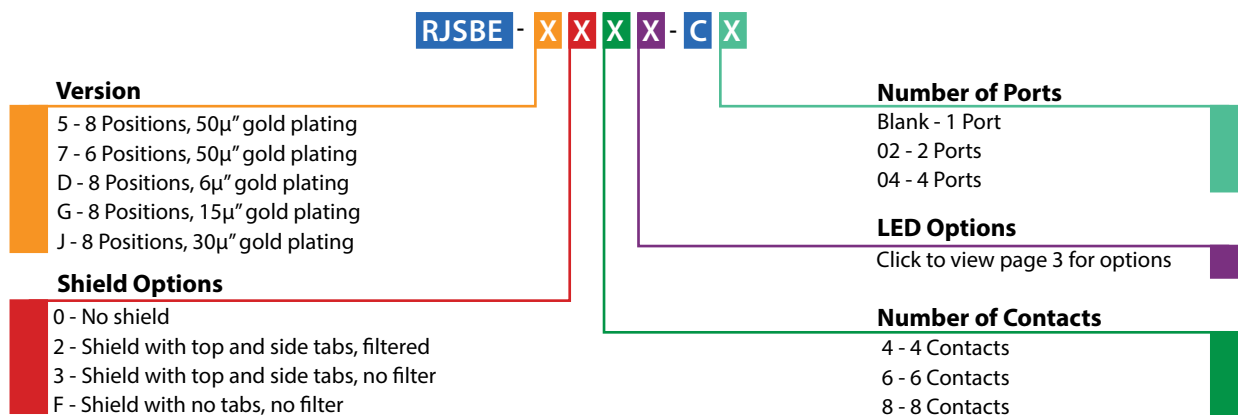 RJSBE - X X X X - C X
Version
5 - 8 Positions, 50µ” gold plating
7 - 6 Positions, 50µ” gold plating
D - 8 Positions, 6µ” gold plating
G - 8 Positions, 15µ” gold plating
J - 8 Positions, 30µ” gold plating
Shield Options
0 - No shield
2 - Shield with top and side tabs, filtered
3 - Shield with top and side tabs, no filter
F - Shield with no tabs, no filter
Number of Ports
Blank - 1 Port
02 - 2 Ports
04 - 4 Ports
LED Options
Click to view page 3 for options
Number of Contacts
4 - 4 Contacts
6 - 6 Contacts
8 - 8 Contacts